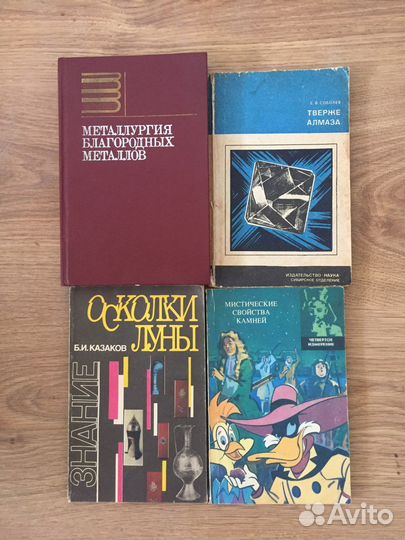 МЕТАЛЛУРГИЯ
БЛАГОРОДНЫХ
МЕТАЛЛОВ
Е. В. СОБОЛЕВ
ТВЕРЖЕ
АЛМАЗА
ИЗДАТЕЛЬСТВО · НАУКА ·
СИБИРСКОЕ ОТДЕЛЕНИЕ
ОСКОЛКИ
Б.И. КАЗАКОВ
ЛУНЫ
ЗНАНИЕ
МИСТИЧЕСКИЕ
СВОЙСТВА
КАМНЕЙ
ЧЕТВЕРТОЕ
ИЗМЕРЕНИЕ
Avito